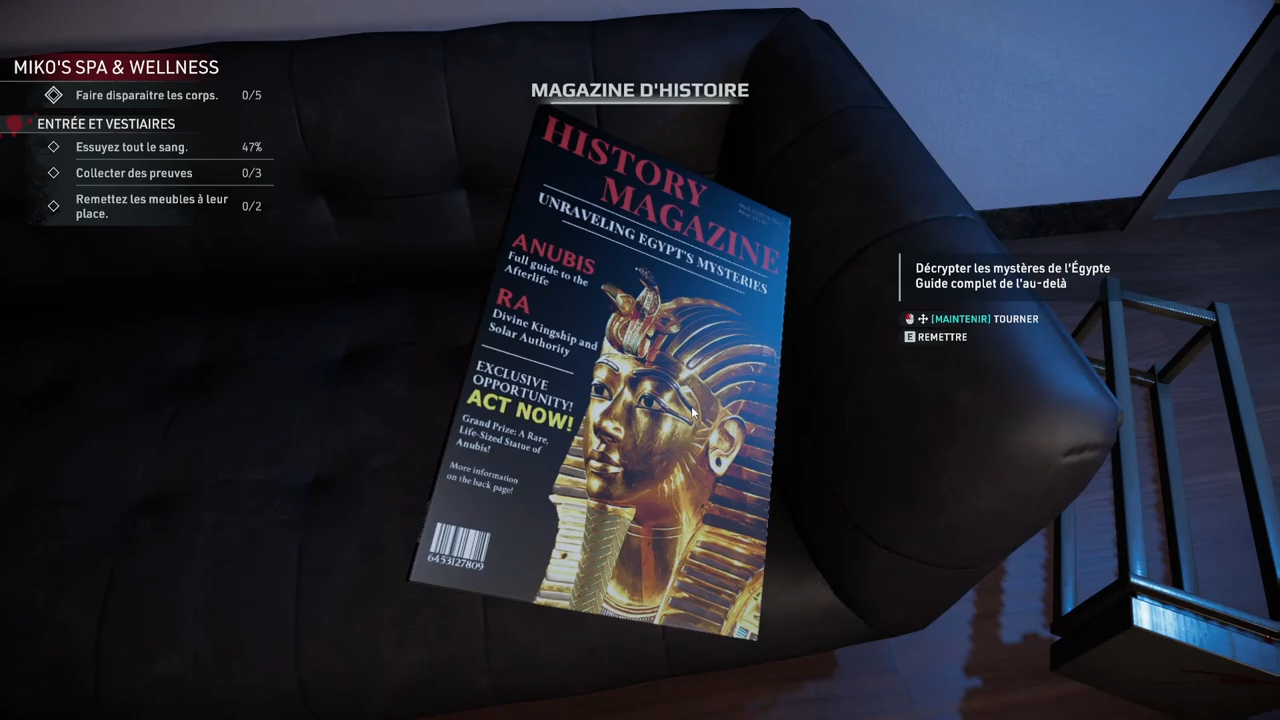 MIKO'S SPA & WELLNESS
Faire disparaitre les corps. 0/5
ENTRÉE ET VESTIAIRES
Essuyez tout le sang. 47%
Collecter des preuves 0/3
Remettez les meubles à leur
place. 0/2
MAGAZINE D'HISTOIRE
HISTORY
MAGAZINE
UNRAVELING EGYPT'S MYSTERIES
ANUBIS
Full guide to the
Afterlife
RA
Divine Kingship and
Solar Authority
EXCLUSIVE
OPPORTUNITY!
ACT NOW!
Grand Prize: A Rare,
Life-Sized Statue of
Anubis!
More information
on the back page!
6453127809
Décrypter les mystères de l'Égypte
Guide complet de l'au-delà
[MAINTENIR] TOURNER
E REMETTRE